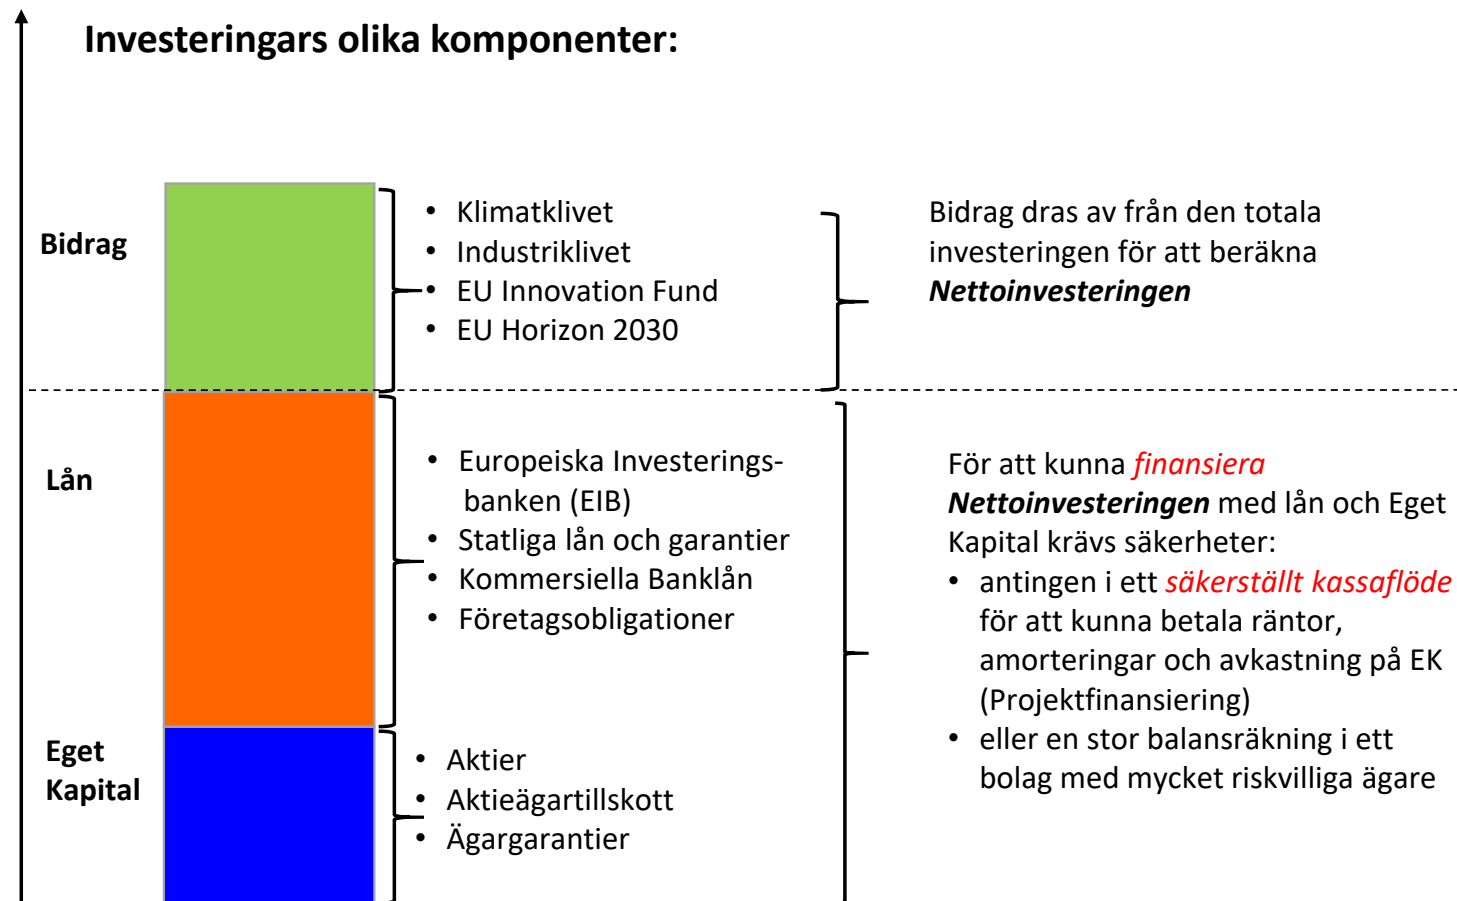 Investeringars olika komponenter:
Bidrag
• Klimatklivet
• Industriklivet
• EU Innovation Fund
• EU Horizon 2030
Bidrag dras av från den totala
investeringen för att beräkna
Nettoinvesteringen
Lån
• Europeiska Investerings-
banken (EIB)
• Statliga lån och garantier
• Kommersiella Banklån
• Företagsobligationer
För att kunna finansiera
Nettoinvesteringen med lån och Eget
Kapital krävs säkerheter:
• antingen i ett säkerställt kassaflöde
för att kunna betala räntor,
amorteringar och avkastning på EK
(Projektfinansiering)
• eller en stor balansräkning i ett
bolag med mycket riskvilliga ägare
Eget
Kapital
• Aktier
• Aktieägartillskott
• Ägargarantier